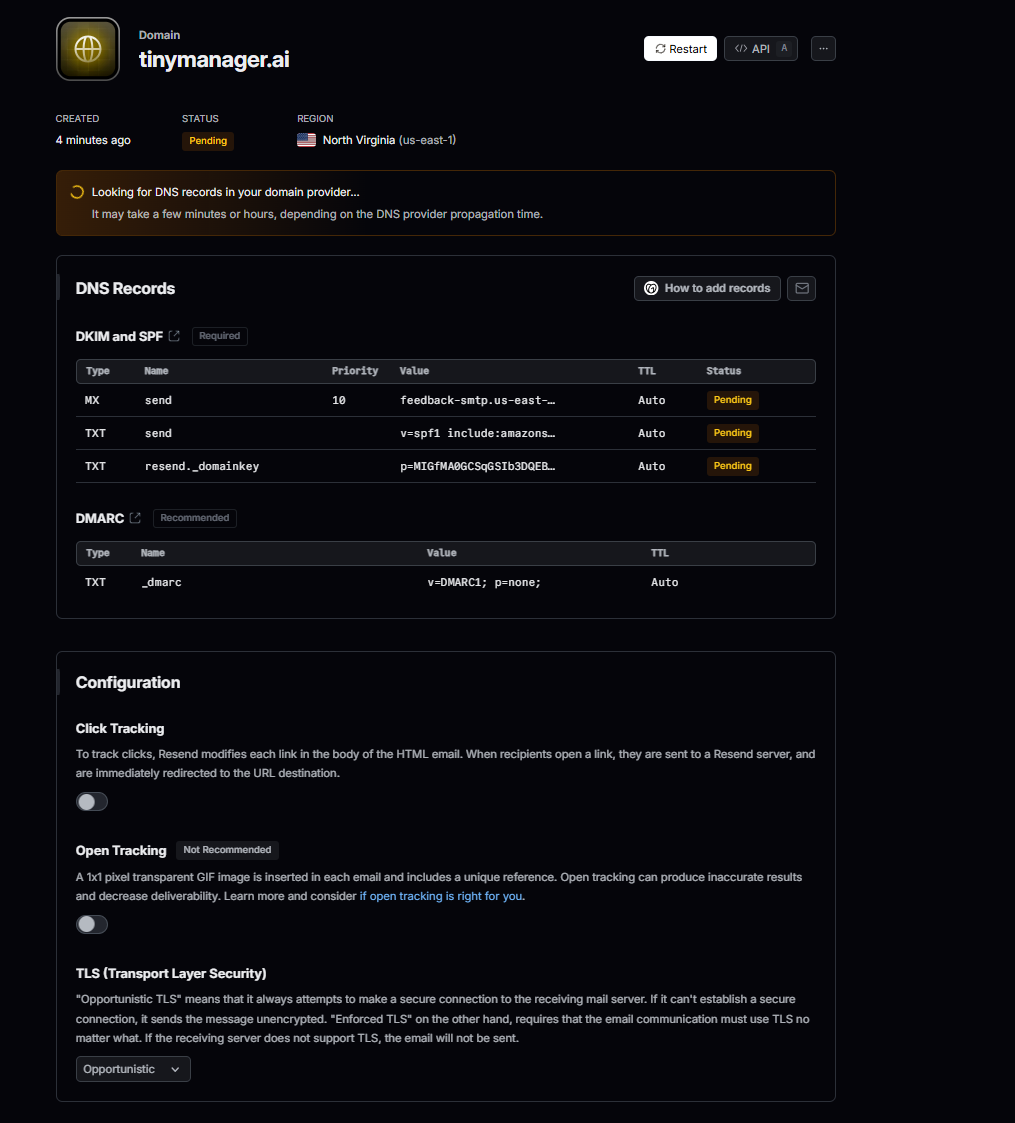 Domain
tinymanager.ai
Restart
API A
CREATED STATUS REGION
4 minutes ago Pending North Virginia (us-east-1)
Looking for DNS records in your domain provider...
It may take a few minutes or hours, depending on the DNS provider propagation time.
DNS Records
How to add records
DKIM and SPF Required
Type Name Priority Value TTL Status
MX send 10 feedback-smtp.us-east-… Auto Pending
TXT send v=spf1 include:amazons… Auto Pending
TXT resend._domainkey p=MIGfMA0GCSqGSIb3DQEB… Auto Pending
DMARC Recommended
Type Name Value TTL
TXT _dmarc v=DMARC1; p=none; Auto
Configuration
Click Tracking
To track clicks, Resend modifies each link in the body of the HTML email. When recipients open a link, they are sent to a Resend server, and
are immediately redirected to the URL destination.
Open Tracking Not Recommended
A 1x1 pixel transparent GIF image is inserted in each email and includes a unique reference. Open tracking can produce inaccurate results
and decrease deliverability. Learn more and consider if open tracking is right for you.
TLS (Transport Layer Security)
"Opportunistic TLS" means that it always attempts to make a secure connection to the receiving mail server. If it can't establish a secure
connection, it sends the message unencrypted. "Enforced TLS" on the other hand, requires that the email communication must use TLS no
matter what. If the receiving server does not support TLS, the email will not be sent.
Opportunistic